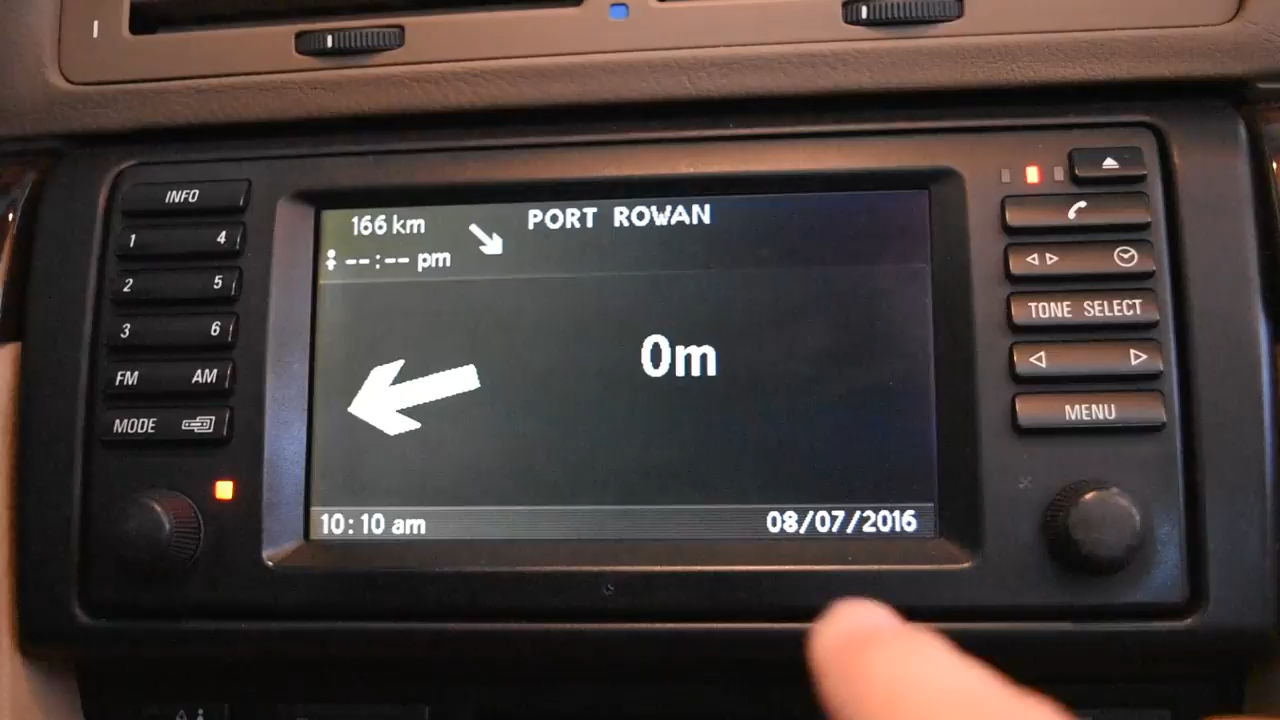 INFO
1 4
2 5
3 6
FM AM
MODE
166 km
--:-- pm
PORT ROWAN
0m
10:10 am
08/07/2016
TONE SELECT
MENU